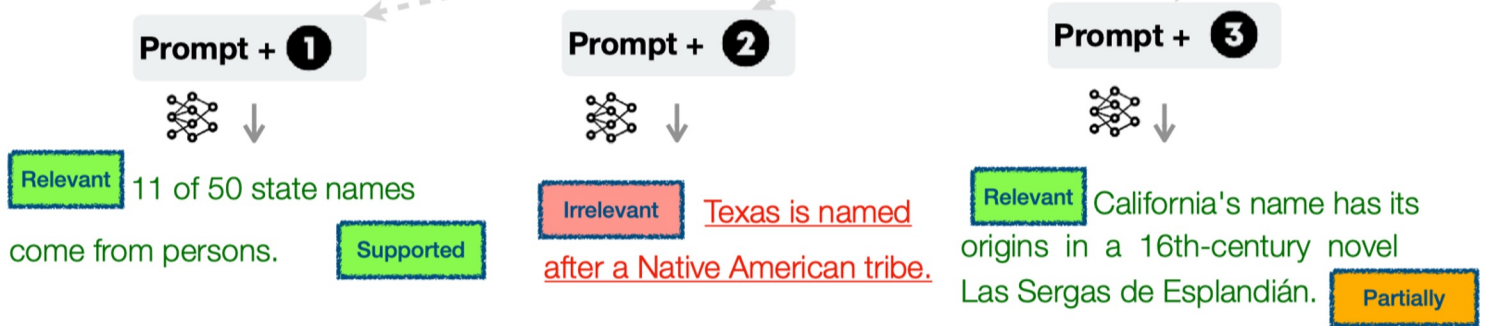 Prompt + 1
Relevant 11 of 50 state names
come from persons. Supported
Prompt + 2
Irrelevant Texas is named
after a Native American tribe.
Prompt + 3
Relevant California's name has its
origins in a 16th-century novel
Las Sergas de Esplandián. Partially